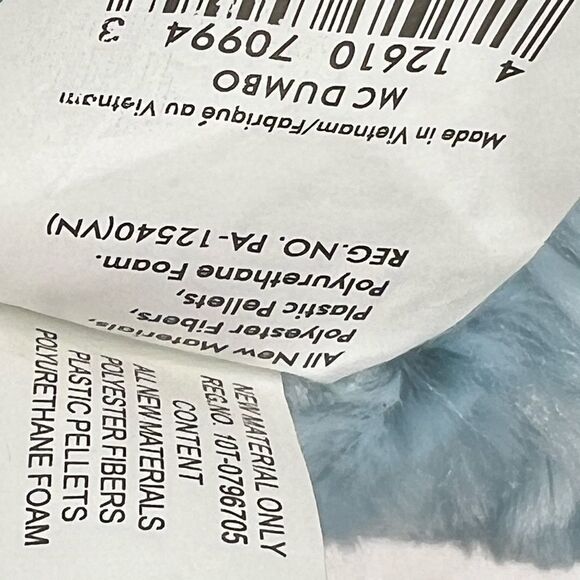 4 12610 70994 3
MC DUMBO
Made in Vietnam/Fabriqué au Vietnam
REG.NO. PA-12540(VN)
Polyurethane Foam.
Plastic Pellets,
Polyester Fibers,
All New Materials,
NEW MATERIAL ONLY
REG.NO. 10T-0796705
CONTENT
ALL NEW MATERIALS
POLYESTER FIBERS
PLASTIC PELLETS
POLYURETHANE FOAM